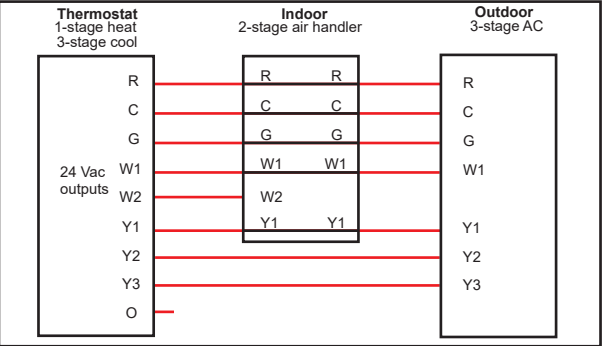 Thermostat
1-stage heat
3-stage cool
Indoor
2-stage air handler
Outdoor
3-stage AC
24 Vac
outputs
R
C
G
W1
W2
Y1
Y2
Y3
O
R R
C C
G G
W1 W1
W2
Y1 Y1
R
C
G
W1
Y1
Y2
Y3